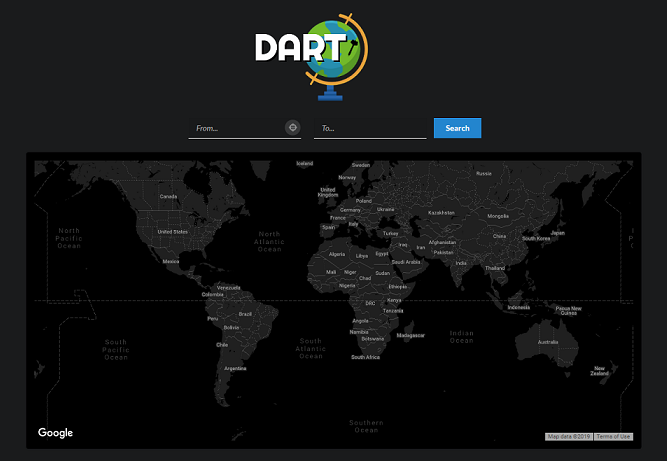 DART
From...
To...
Search
Iceland
Sweden
Russia
Norway
Canada
United
Kingdom
Poland
Germany
Ukraine
Kazakhstan
Mongolia
France
Italy
Spain
Turkey
North
Pacific
Ocean
United States
North
Atlantic
Ocean
China
Japan
South Korea
Iraq
Iran
Afghanistan
Pakistan
Algeria
Libya
Egypt
Saudi Arabia
India
Mexico
Mali
Niger
Chad
Sudan
Thailand
Nigeria
Ethiopia
Venezuela
Colombia
DRC
Kenya
Indonesia
Papua New
Guinea
Peru
Brazil
Tanzania
Angola
Bolivia
Namibia
Botswana
Madagascar
Indian
Ocean
Australia
South
Pacific
Ocean
Chile
South
Atlantic
Ocean
South Africa
Argentina
New
Zealand
Southern
Ocean
Google
Map data ©2019
Terms of Use